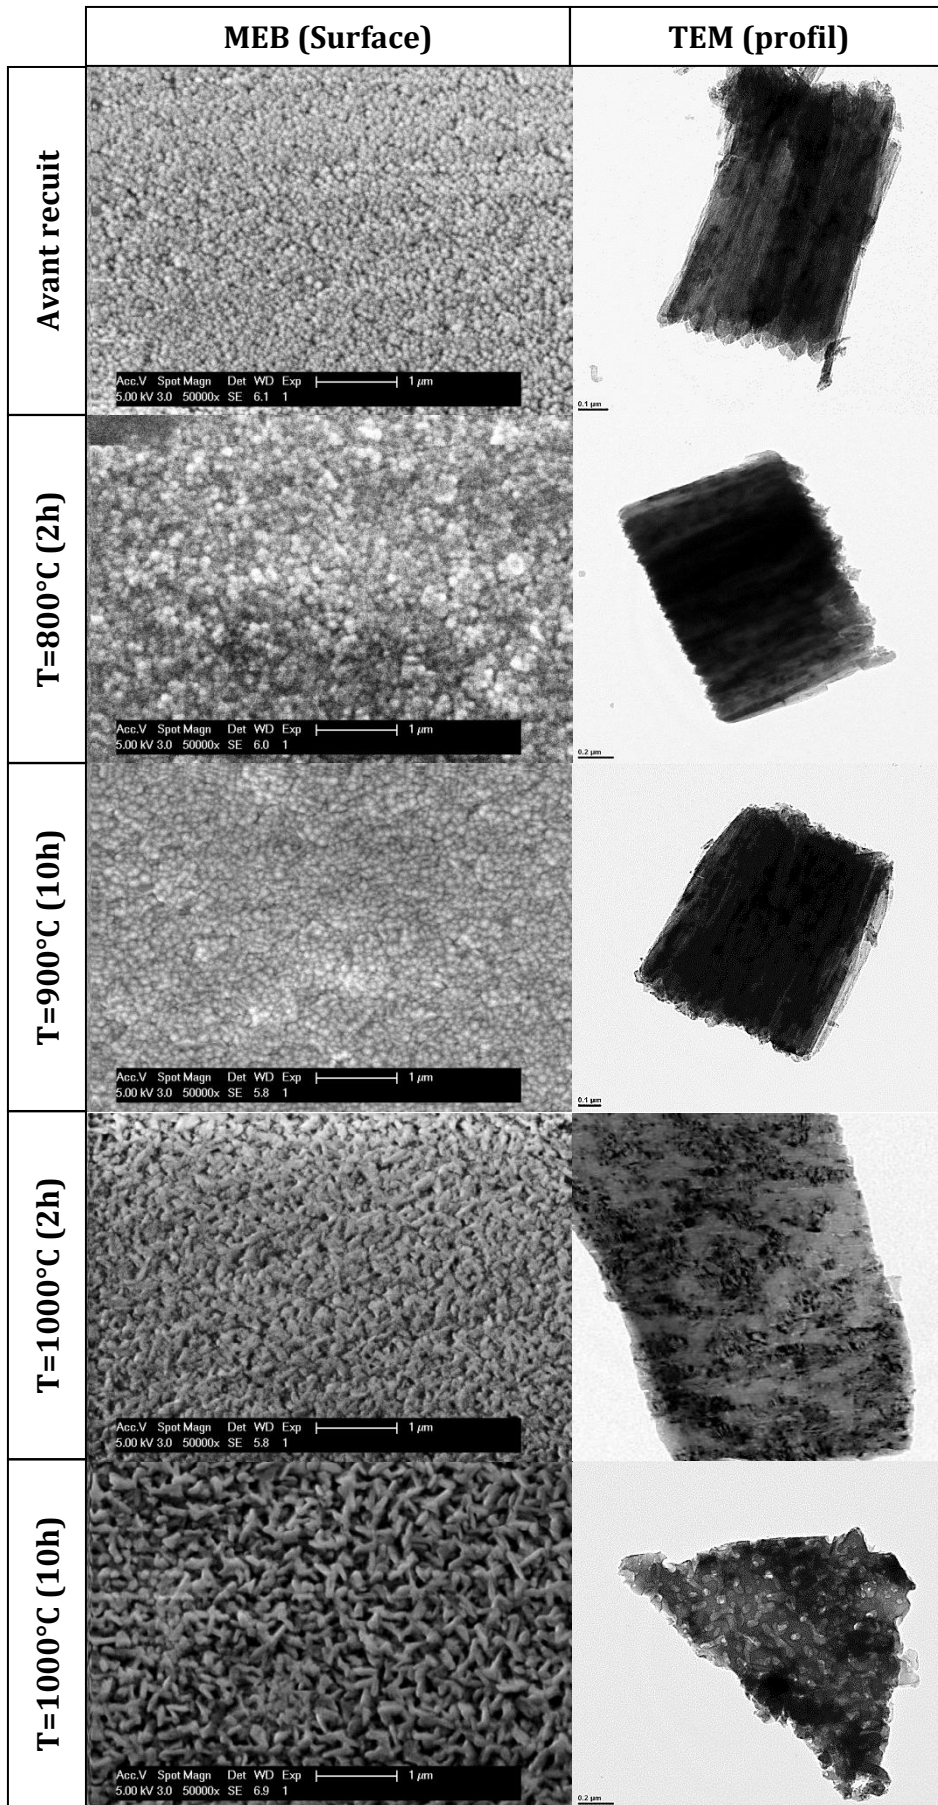 MEB (Surface)
TEM (profil)
Avant recuit
Acc.V Spot Magn Det WD Exp 1 µm
5.00 kV 3.0 50000x SE 6.1 1
0.1 µm
T=800°C (2h)
Acc.V Spot Magn Det WD Exp 1 µm
5.00 kV 3.0 50000x SE 6.0 1
0.2 µm
T=900°C (10h)
Acc.V Spot Magn Det WD Exp 1 µm
5.00 kV 3.0 50000x SE 5.8 1
0.1 µm
T=1000°C (2h)
Acc.V Spot Magn Det WD Exp 1 µm
5.00 kV 3.0 50000x SE 5.8 1
T=1000°C (10h)
Acc.V Spot Magn Det WD Exp 1 µm
5.00 kV 3.0 50000x SE 6.9 1
0.2 µm